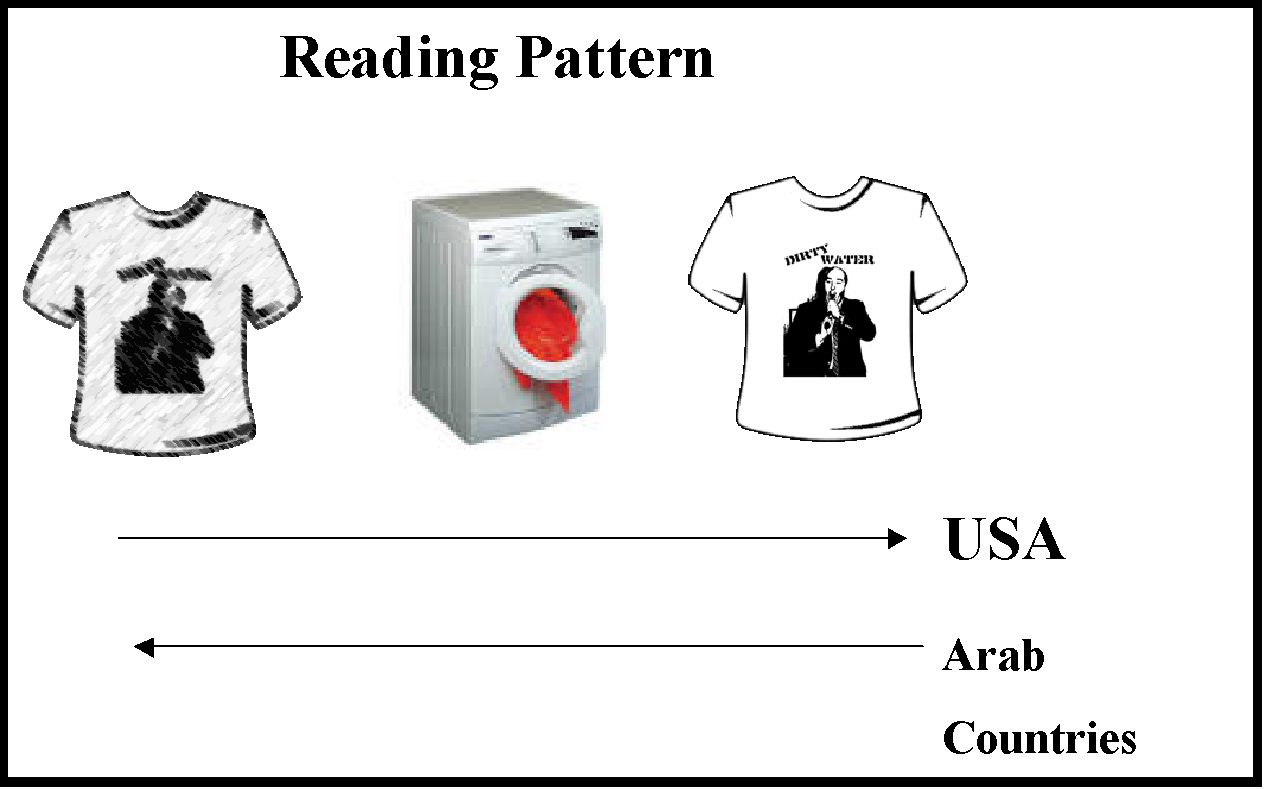 Reading Pattern
DIRTY
WATER
USA
Arab
Countries